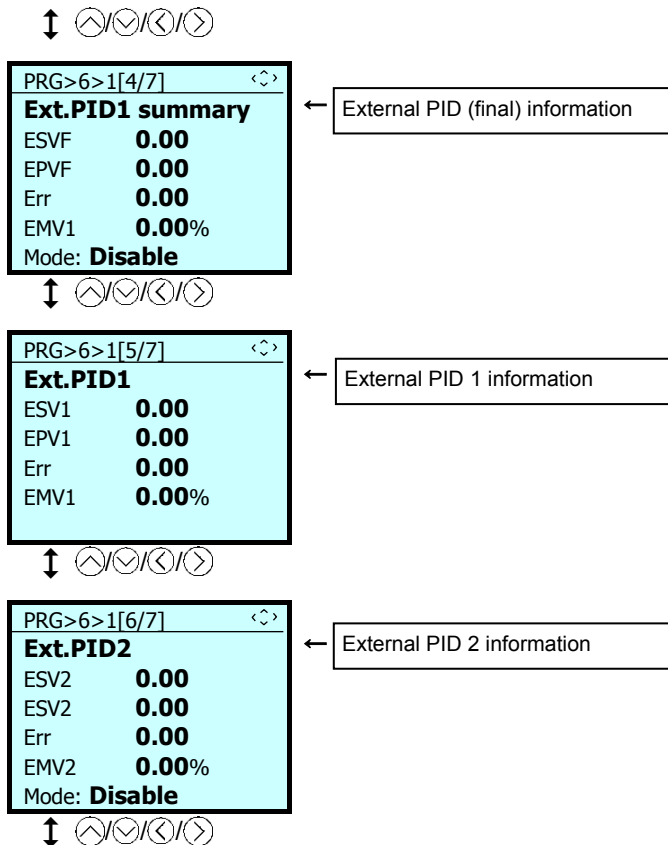 PRG>6>1[4/7]
Ext.PID1 summary
ESVF 0.00
EPVF 0.00
Err 0.00
EMV1 0.00%
Mode: Disable
← External PID (final) information
PRG>6>1[5/7]
Ext.PID1
ESV1 0.00
EPV1 0.00
Err 0.00
EMV1 0.00%
← External PID 1 information
PRG>6>1[6/7]
Ext.PID2
ESV2 0.00
ESV2 0.00
Err 0.00
EMV2 0.00%
Mode: Disable
← External PID 2 information